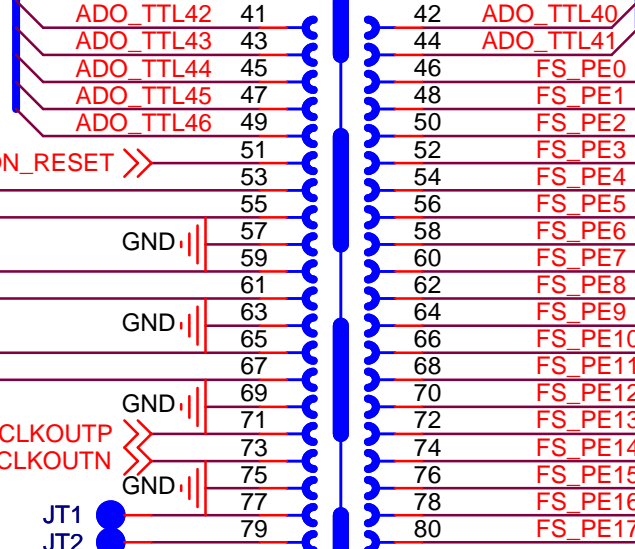 ADO_TTL42 41 42 ADO_TTL40
ADO_TTL43 43 44 ADO_TTL41
ADO_TTL44 45 46 FS_PE0
ADO_TTL45 47 48 FS_PE1
ADO_TTL46 49 50 FS_PE2
ON_RESET 51 52 FS_PE3
53 54 FS_PE4
55 56 FS_PE5
GND 57 58 FS_PE6
59 60 FS_PE7
61 62 FS_PE8
GND 63 64 FS_PE9
65 66 FS_PE10
67 68 FS_PE11
GND 69 70 FS_PE12
CLKOUTP 71 72 FS_PE13
CLKOUTN 73 74 FS_PE14
GND 75 76 FS_PE15
JT1 77 78 FS_PE16
JT2 79 80 FS_PE17